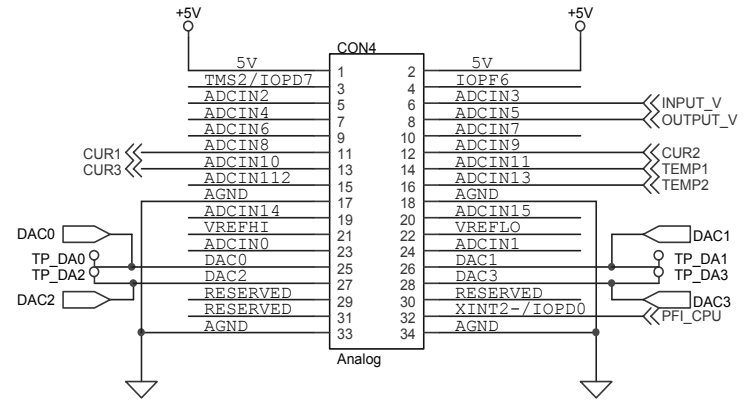 +5V +5V
CON4
5V 1 2 5V
TMS2/IOPD7 3 4 IOPF6
ADCIN2 5 6 ADCIN3 INPUT_V
ADCIN4 7 8 ADCIN5 OUTPUT_V
ADCIN6 9 10 ADCIN7
CUR1 ADCIN8 11 12 ADCIN9 CUR2
CUR3 ADCIN10 13 14 ADCIN11 TEMP1
ADCIN112 15 16 ADCIN13 TEMP2
AGND 17 18 AGND
ADCIN14 19 20 ADCIN15
DAC0 VREFHI 21 22 VREFLO DAC1
ADCIN0 23 24 ADCIN1
TP_DA0 DAC0 25 26 DAC1 TP_DA1
TP_DA2 DAC2 27 28 DAC3 TP_DA3
DAC2 RESERVED 29 30 RESERVED DAC3
RESERVED 31 32 XINT2-/IOPD0 PFI_CPU
AGND 33 34 AGND
Analog